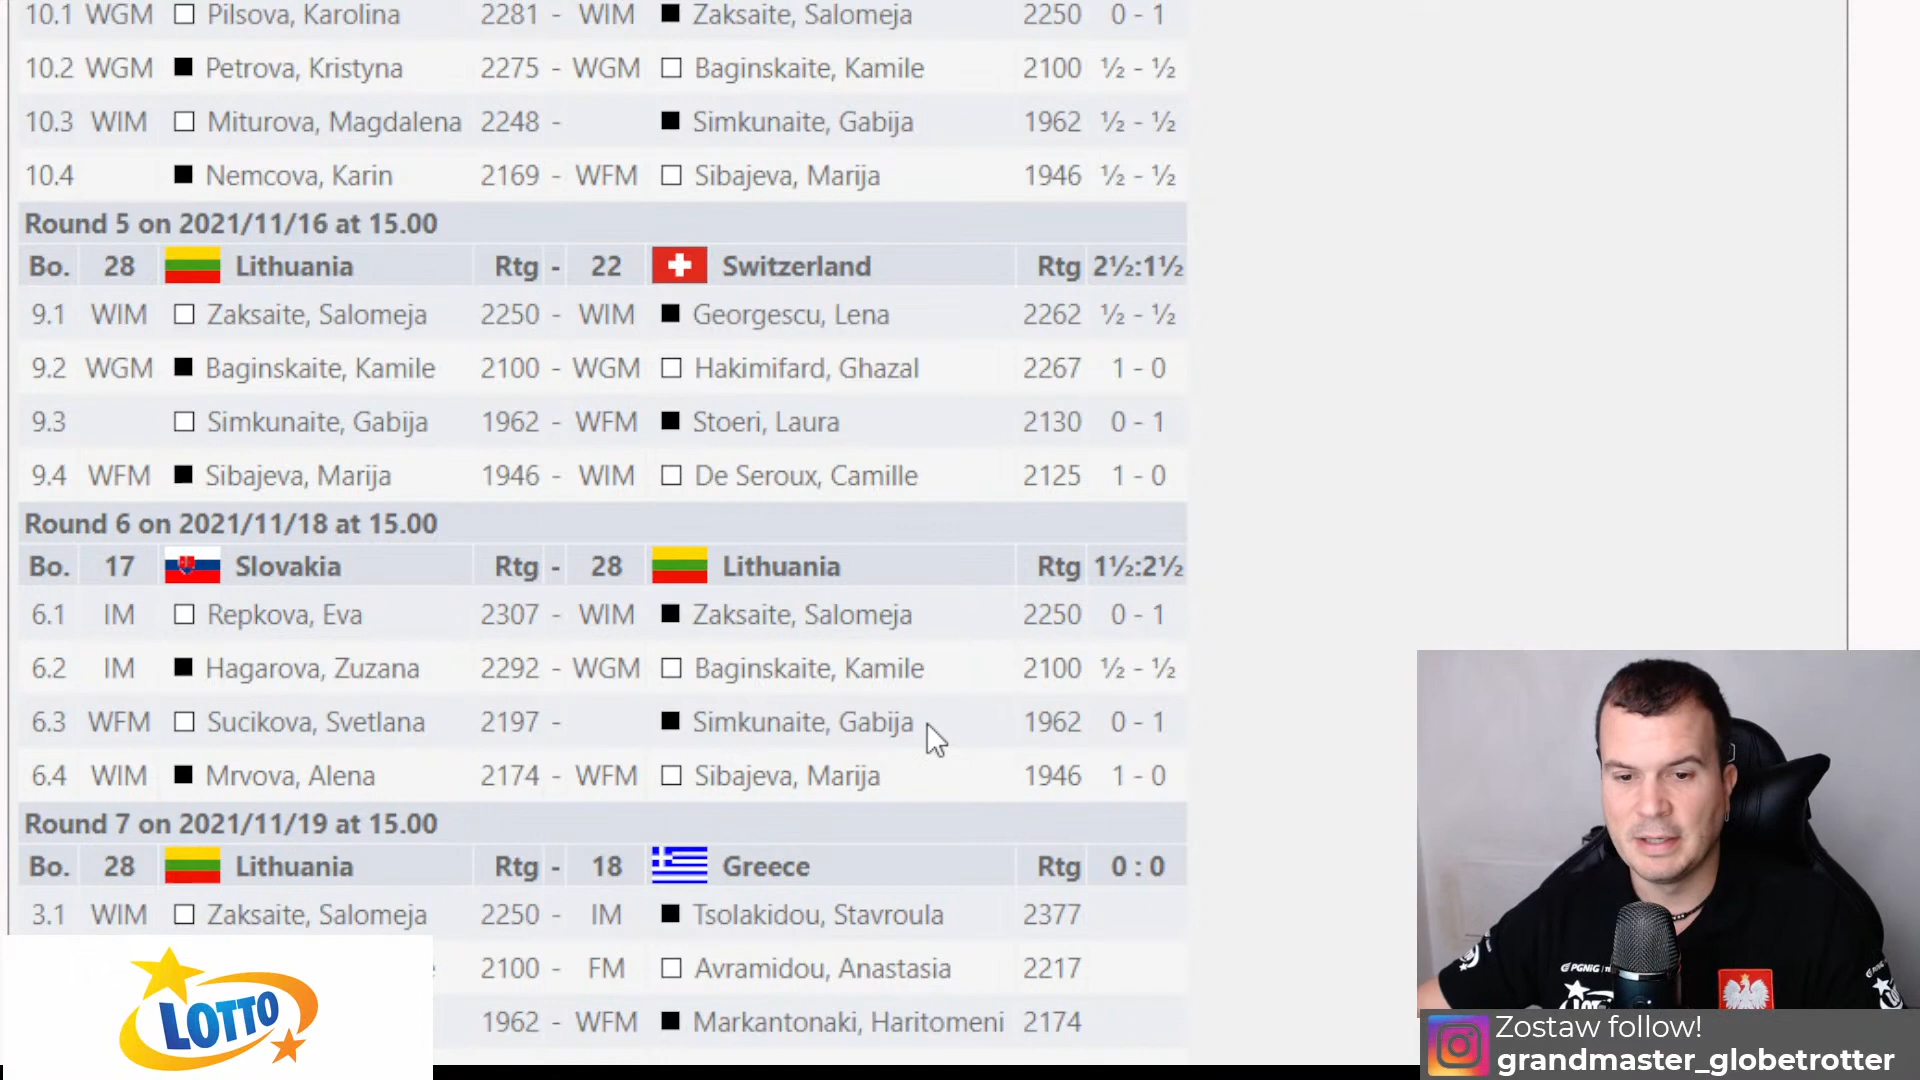 10.1 WGM Pilsova, Karolina 2281 - WIM Zaksaite, Salomeja 2250 0 - 1
10.2 WGM Petrova, Kristyna 2275 - WGM Baginskaite, Kamile 2100 ½ - ½
10.3 WIM Miturova, Magdalena 2248 - Simkunaite, Gabija 1962 ½ - ½
10.4 Nemcova, Karin 2169 - WFM Sibajeva, Marija 1946 ½ - ½
Round 5 on 2021/11/16 at 15.00
Bo. 28 Lithuania Rtg - 22 Switzerland Rtg 2½:1½
9.1 WIM Zaksaite, Salomeja 2250 - WIM Georgescu, Lena 2262 ½ - ½
9.2 WGM Baginskaite, Kamile 2100 - WGM Hakimifard, Ghazal 2267 1 - 0
9.3 Simkunaite, Gabija 1962 - WFM Stoeri, Laura 2130 0 - 1
9.4 WFM Sibajeva, Marija 1946 - WIM De Seroux, Camille 2125 1 - 0
Round 6 on 2021/11/18 at 15.00
Bo. 17 Slovakia Rtg - 28 Lithuania Rtg 1½:2½
6.1 IM Repkova, Eva 2307 - WIM Zaksaite, Salomeja 2250 0 - 1
6.2 IM Hagarova, Zuzana 2292 - WGM Baginskaite, Kamile 2100 ½ - ½
6.3 WFM Sucikova, Svetlana 2197 - Simkunaite, Gabija 1962 0 - 1
6.4 WIM Mrvova, Alena 2174 - WFM Sibajeva, Marija 1946 1 - 0
Round 7 on 2021/11/19 at 15.00
Bo. 28 Lithuania Rtg - 18 Greece Rtg 0 : 0
3.1 WIM Zaksaite, Salomeja 2250 - IM Tsolakidou, Stavroula 2377
2100 - FM Avramidou, Anastasia 2217
1962 - WFM Markantonaki, Haritomeni 2174
LOTTO
PGNIG
Zostaw follow!
grandmaster_globetrotter